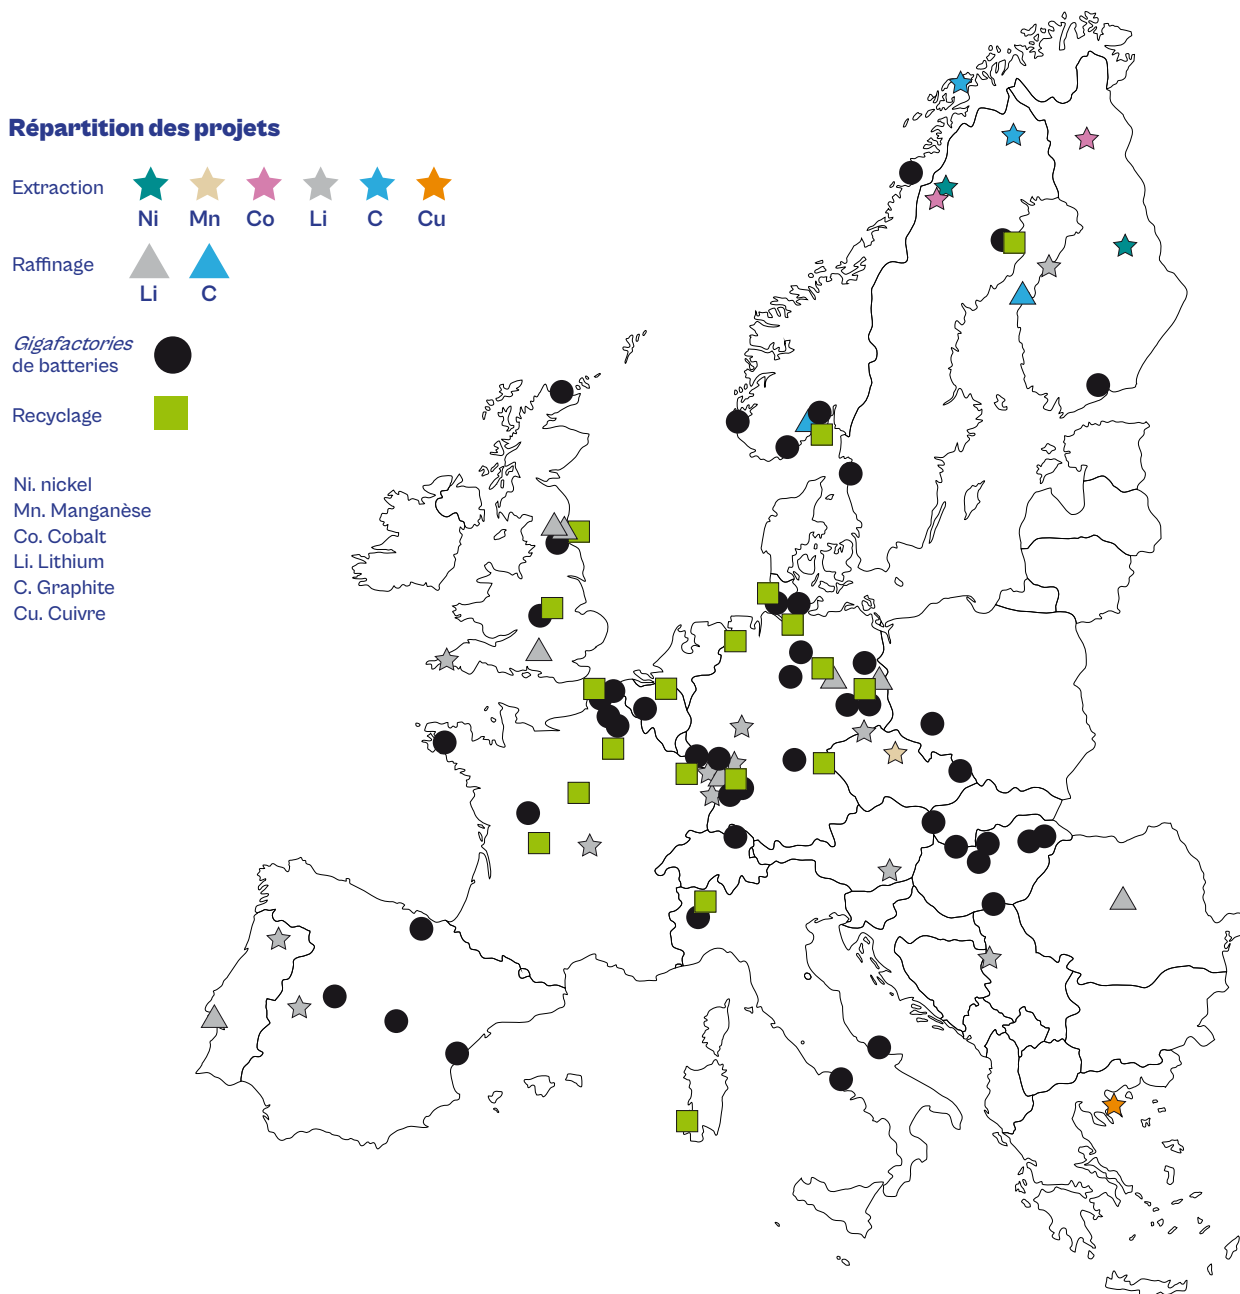 Répartition des projets
Extraction
Ni Mn Co Li C Cu
Raffinage
Li C
Gigafactories
de batteries
Recyclage
Ni. nickel
Mn. Manganèse
Co. Cobalt
Li. Lithium
C. Graphite
Cu. Cuivre